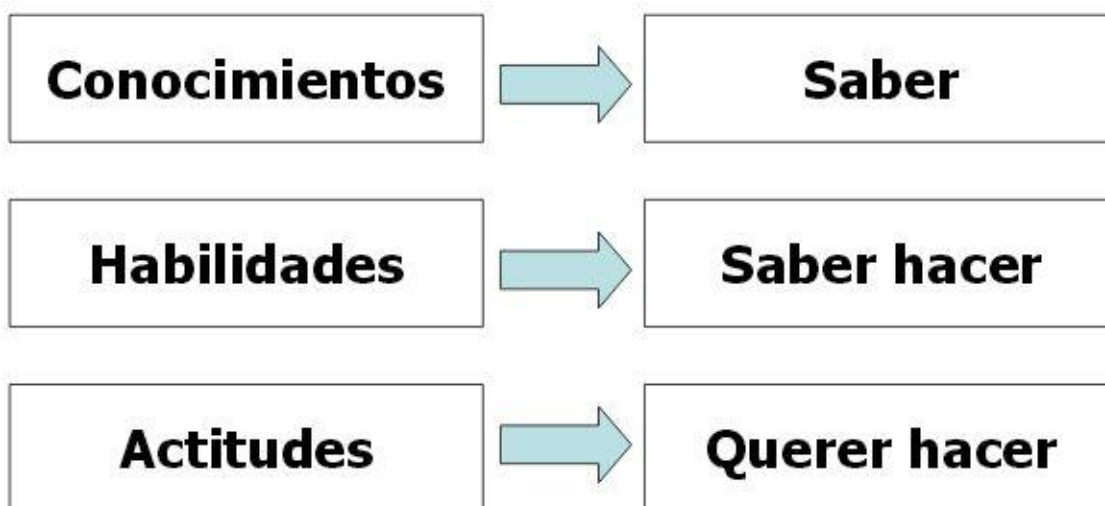 Conocimientos
Saber
Habilidades
Saber hacer
Actitudes
Querer hacer